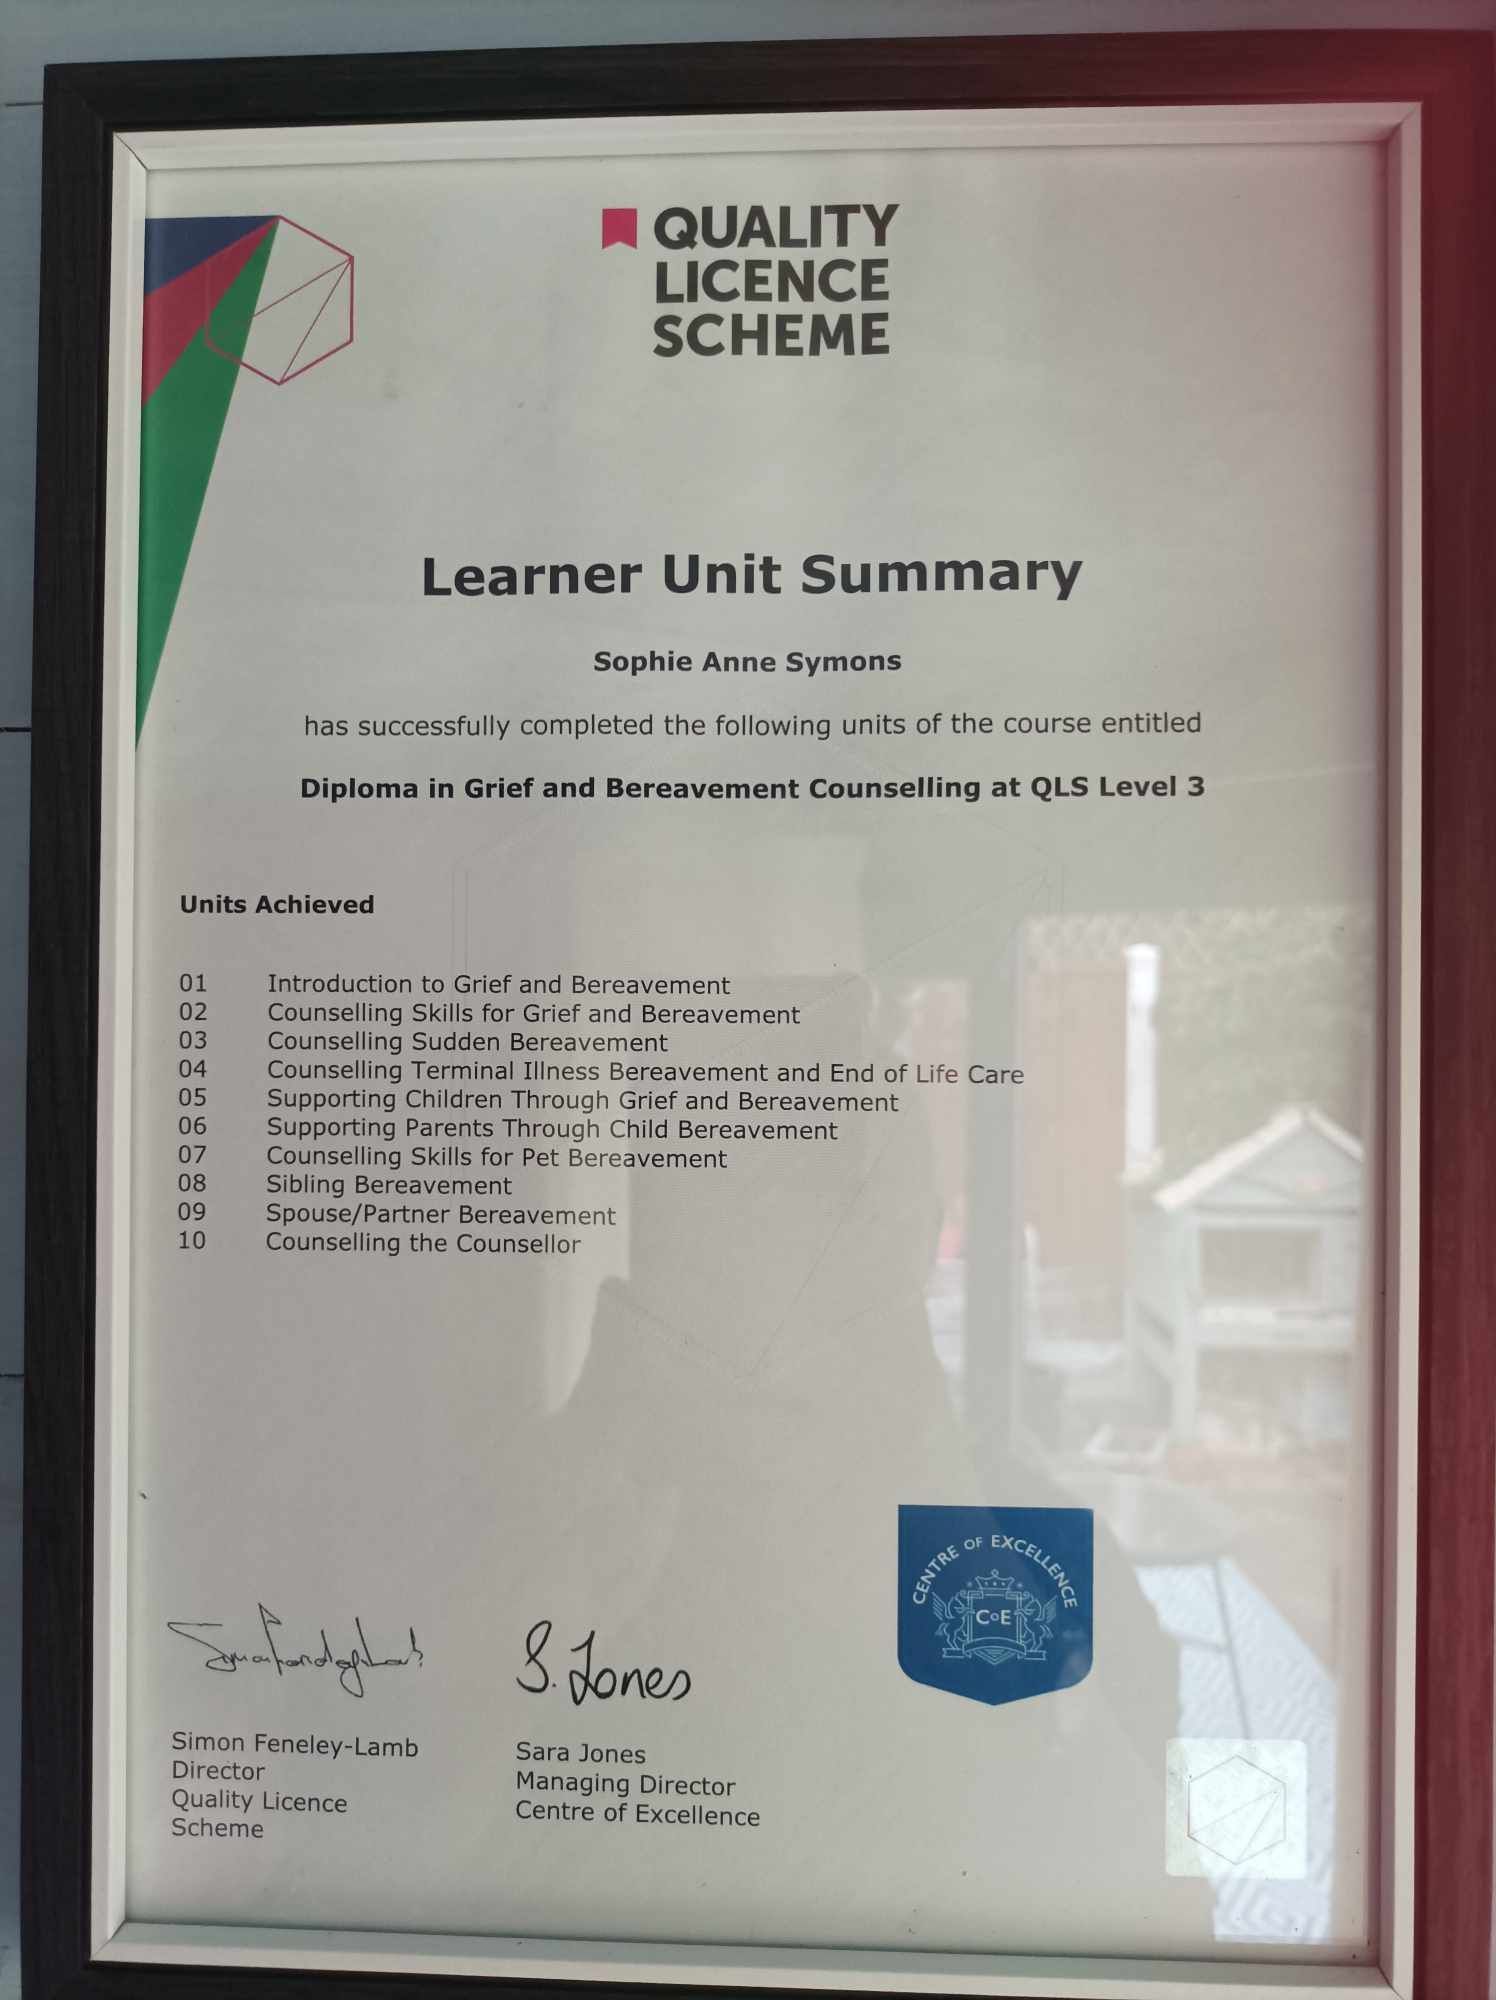 QUALITY
LICENCE
SCHEME
Learner Unit Summary
Sophie Anne Symons
has successfully completed the following units of the course entitled
Diploma in Grief and Bereavement Counselling at QLS Level 3
Units Achieved
01 Introduction to Grief and Bereavement
02 Counselling Skills for Grief and Bereavement
03 Counselling Sudden Bereavement
04 Counselling Terminal Illness Bereavement and End of Life Care
05 Supporting Children Through Grief and Bereavement
06 Supporting Parents Through Child Bereavement
07 Counselling Skills for Pet Bereavement
08 Sibling Bereavement
09 Spouse/Partner Bereavement
10 Counselling the Counsellor
CENTRE OF EXCELLENCE
CoE
S. Jones
Simon Feneley-Lamb
Director
Quality Licence
Scheme
Sara Jones
Managing Director
Centre of Excellence